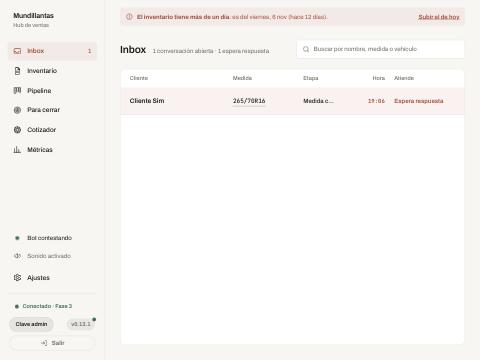 Mundillantas
Hub de ventas
Inbox 1
Inventario
Pipeline
Para cerrar
Cotizador
Métricas
Bot contestando
Sonido activado
Ajustes
Conectado · Fase 3
Clave admin v0.13.1
Salir
El inventario tiene más de un día: es del viernes, 6 nov (hace 12 días). Subir el de hoy
Inbox 1 conversación abierta · 1 espera respuesta
Buscar por nombre, medida o vehículo
Cliente Medida Etapa Hora Atiende
Cliente Sim 265/70R16 Medida c... 19:06 Espera respuesta